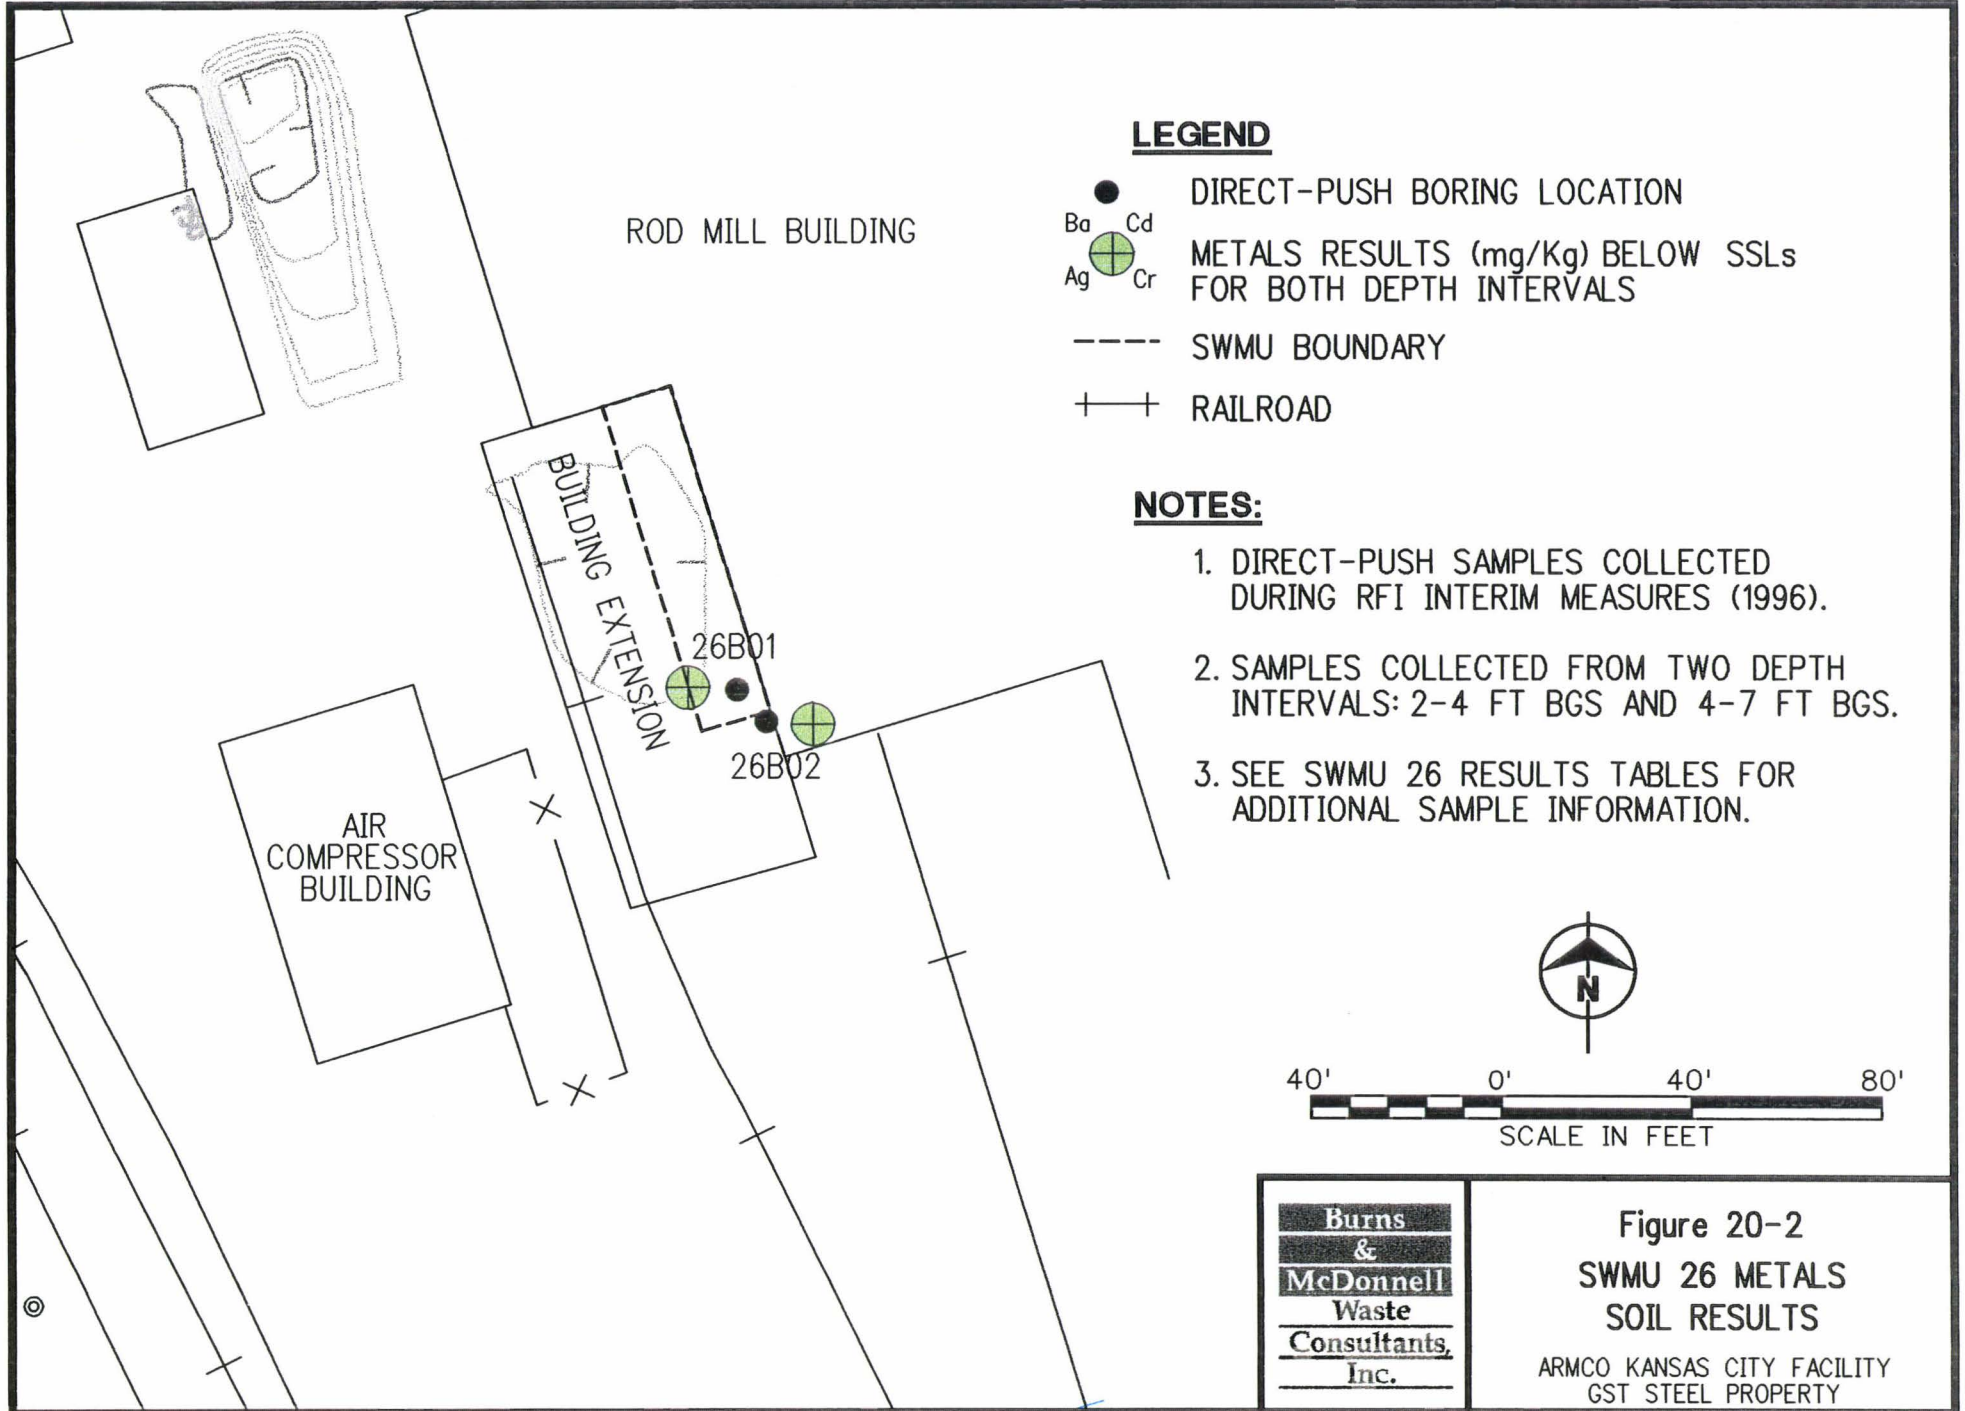 ROD MILL BUILDING
BUILDING EXTENSION
26B01
26B02
AIR
COMPRESSOR
BUILDING
X
X
LEGEND
DIRECT-PUSH BORING LOCATION
Ba Cd
Ag Cr
METALS RESULTS (mg/Kg) BELOW SSLs
FOR BOTH DEPTH INTERVALS
SWMU BOUNDARY
RAILROAD
NOTES:
1. DIRECT-PUSH SAMPLES COLLECTED
DURING RFI INTERIM MEASURES (1996).
2. SAMPLES COLLECTED FROM TWO DEPTH
INTERVALS: 2-4 FT BGS AND 4-7 FT BGS.
3. SEE SWMU 26 RESULTS TABLES FOR
ADDITIONAL SAMPLE INFORMATION.
N
40' 0' 40' 80'
SCALE IN FEET
Burns
&
McDonnell
Waste
Consultants,
Inc.
Figure 20-2
SWMU 26 METALS
SOIL RESULTS
ARMCO KANSAS CITY FACILITY
GST STEEL PROPERTY